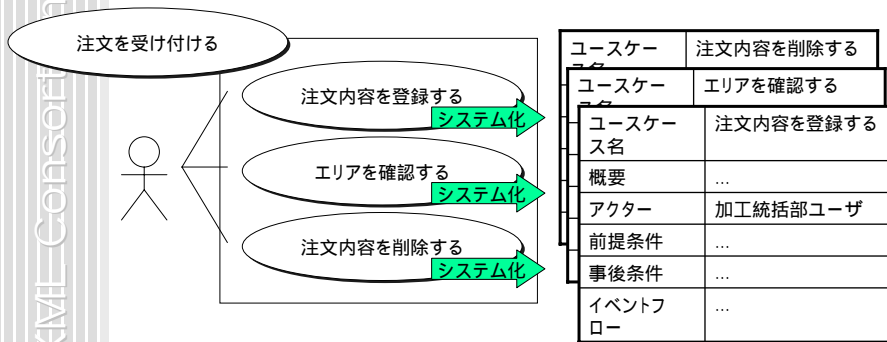 注文を受け付ける
注文内容を登録する
システム化
エリアを確認する
システム化
注文内容を削除する
システム化
ユースケー
注文内容を削除する
ユースケー
エリアを確認する
ユースケー
ス名
注文内容を登録する
概要
…
アクター
加工統括部ユーザ
前提条件
…
事後条件
…
イベントフ
ロー
…
XML Consort